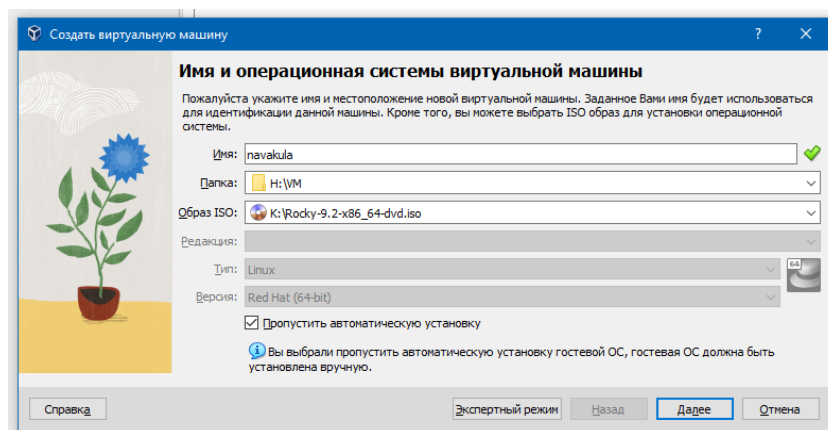 Создать виртуальную машину
?
Имя и операционная системы виртуальной машины
Пожалуйста укажите имя и местоположение новой виртуальной машины. Заданное Вами имя будет использоваться
для идентификации данной машины. Кроме того, вы можете выбрать ISO образ для установки операционной
системы.
Имя: navakula
Папка: H:\VM
Образ ISO: K:\Rocky-9.2-x86_64-dvd.iso
Редакция:
Тип: Linux
64
Версия: Red Hat (64-bit)
Пропустить автоматическую установку
Вы выбрали пропустить автоматическую установку гостевой ОС, гостевая ОС должна быть
установлена вручную.
Справка Экспертный режим Назад Далее Отмена